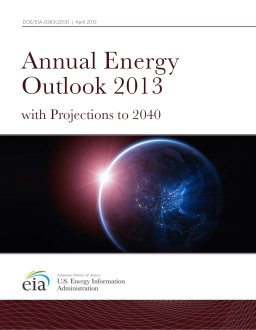 DOE/EIA-0383(2013) | April 2013
Annual Energy
Outlook 2013
with Projections to 2040
eia
Independent Statistics & Analysis
U.S. Energy Information
Administration